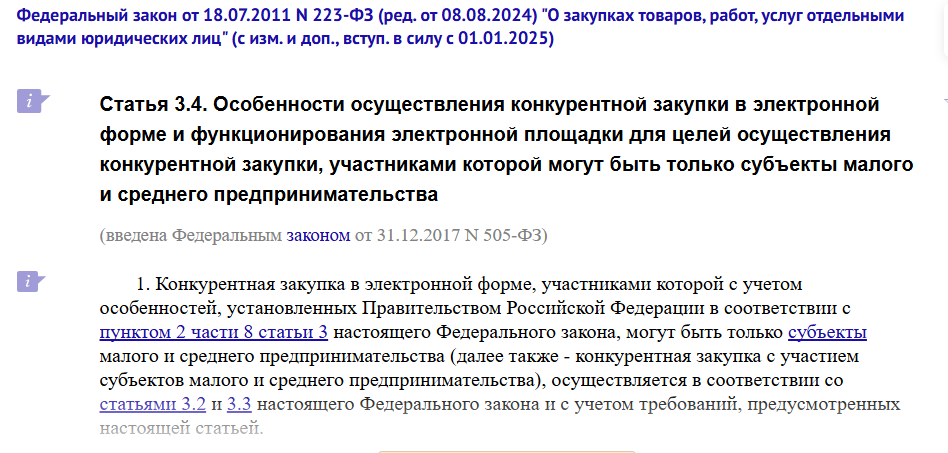 Федеральный закон от 18.07.2011 N 223-ФЗ (ред. от 08.08.2024) "О закупках товаров, работ, услуг отдельными
видами юридических лиц" (с изм. и доп., вступ. в силу с 01.01.2025)
Статья 3.4. Особенности осуществления конкурентной закупки в электронной
форме и функционирования электронной площадки для целей осуществления
конкурентной закупки, участниками которой могут быть только субъекты малого
и среднего предпринимательства
(введена Федеральным законом от 31.12.2017 N 505-ФЗ)
1. Конкурентная закупка в электронной форме, участниками которой с учетом
особенностей, установленных Правительством Российской Федерации в соответствии с
пунктом 2 части 8 статьи 3 настоящего Федерального закона, могут быть только субъекты
малого и среднего предпринимательства (далее также - конкурентная закупка с участием
субъектов малого и среднего предпринимательства), осуществляется в соответствии со
статьями 3.2 и 3.3 настоящего Федерального закона и с учетом требований, предусмотренных
настоящей статьей.